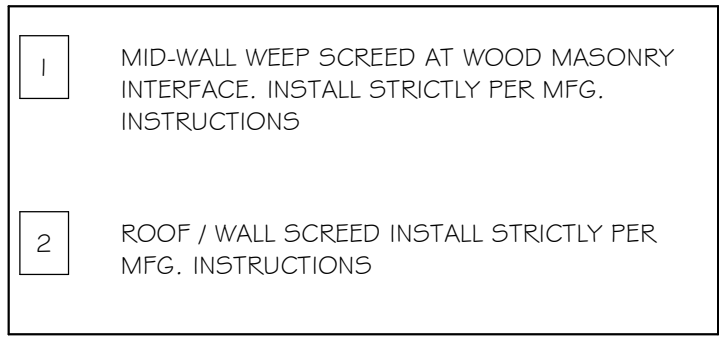 1 MID-WALL WEEP SCREED AT WOOD MASONRY
INTERFACE. INSTALL STRICTLY PER MFG.
INSTRUCTIONS
2 ROOF / WALL SCREED INSTALL STRICTLY PER
MFG. INSTRUCTIONS